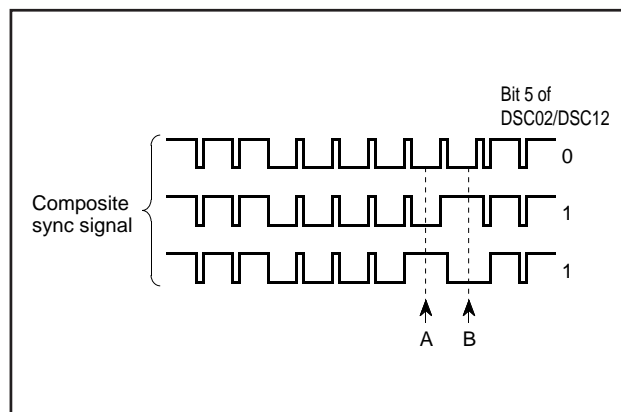 Bit 5 of
DSC02/DSC12
0
Composite
sync signal
1
1
A
B